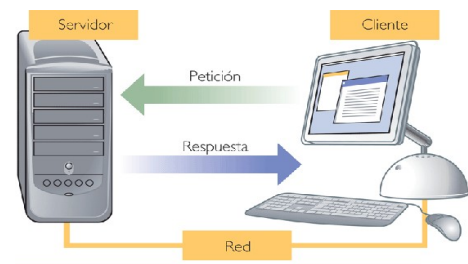 Servidor
Cliente
Petición
Respuesta
Red